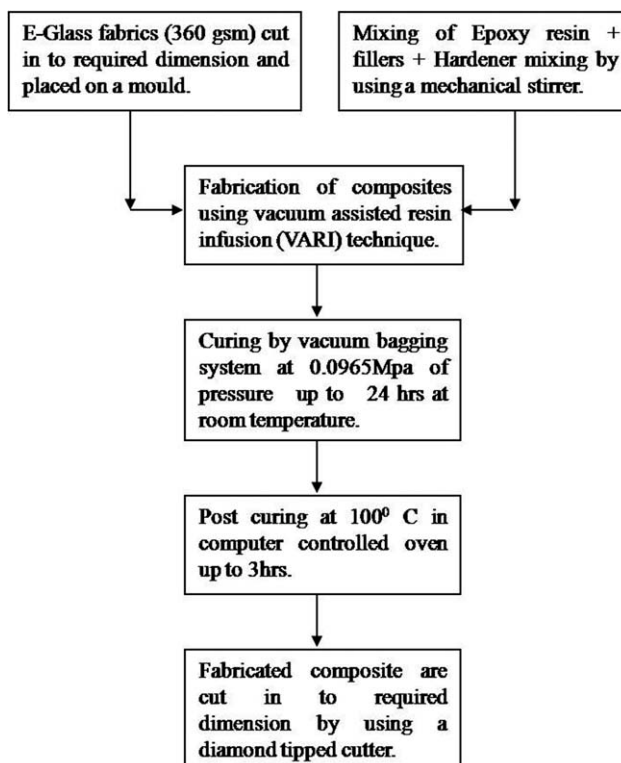 E-Glass fabrics (360 gsm) cut
in to required dimension and
placed on a mould.
Mixing of Epoxy resin +
fillers + Hardener mixing by
using a mechanical stirrer.
Fabrication of composites
using vacuum assisted resin
infusion (VARI) technique.
Curing by vacuum bagging
system at 0.0965Mpa of
pressure up to 24 hrs at
room temperature.
Post curing at 100⁰ C in
computer controlled oven
up to 3hrs.
Fabricated composite are
cut in to required
dimension by using a
diamond tipped cutter.